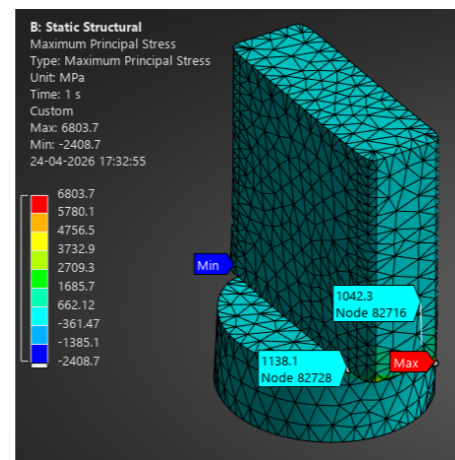 B: Static Structural
Maximum Principal Stress
Type: Maximum Principal Stress
Unit: MPa
Time: 1 s
Custom
Max: 6803.7
Min: -2408.7
24-04-2026 17:32:55
6803.7
5780.1
4756.5
3732.9
2709.3
1685.7
662.12
-361.47
-1385.1
-2408.7
Min
1042.3
Node 82716
1138.1
Node 82728
Max